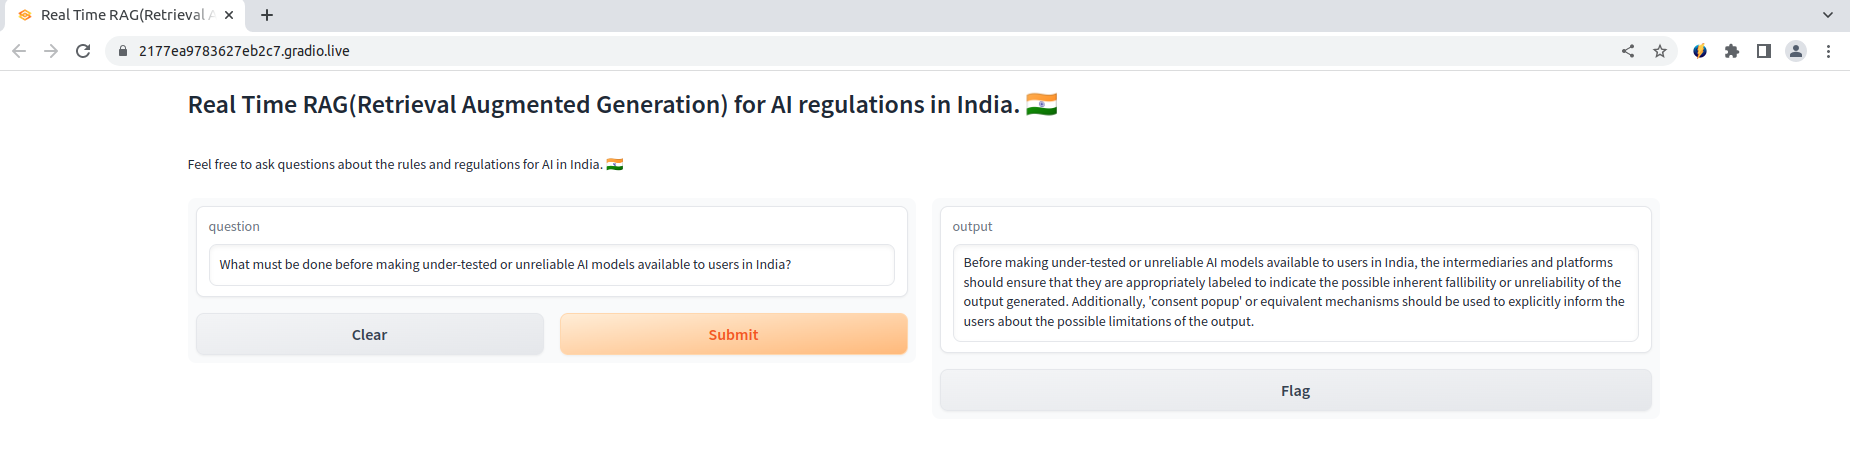 Real Time RAG(Retrieval A
2177ea9783627eb2c7.gradio.live
Real Time RAG(Retrieval Augmented Generation) for AI regulations in India. 🇮🇳
Feel free to ask questions about the rules and regulations for AI in India. 🇮🇳
question
What must be done before making under-tested or unreliable AI models available to users in India?
Clear
Submit
output
Before making under-tested or unreliable AI models available to users in India, the intermediaries and platforms
should ensure that they are appropriately labeled to indicate the possible inherent fallibility or unreliability of the
output generated. Additionally, 'consent popup' or equivalent mechanisms should be used to explicitly inform the
users about the possible limitations of the output.
Flag